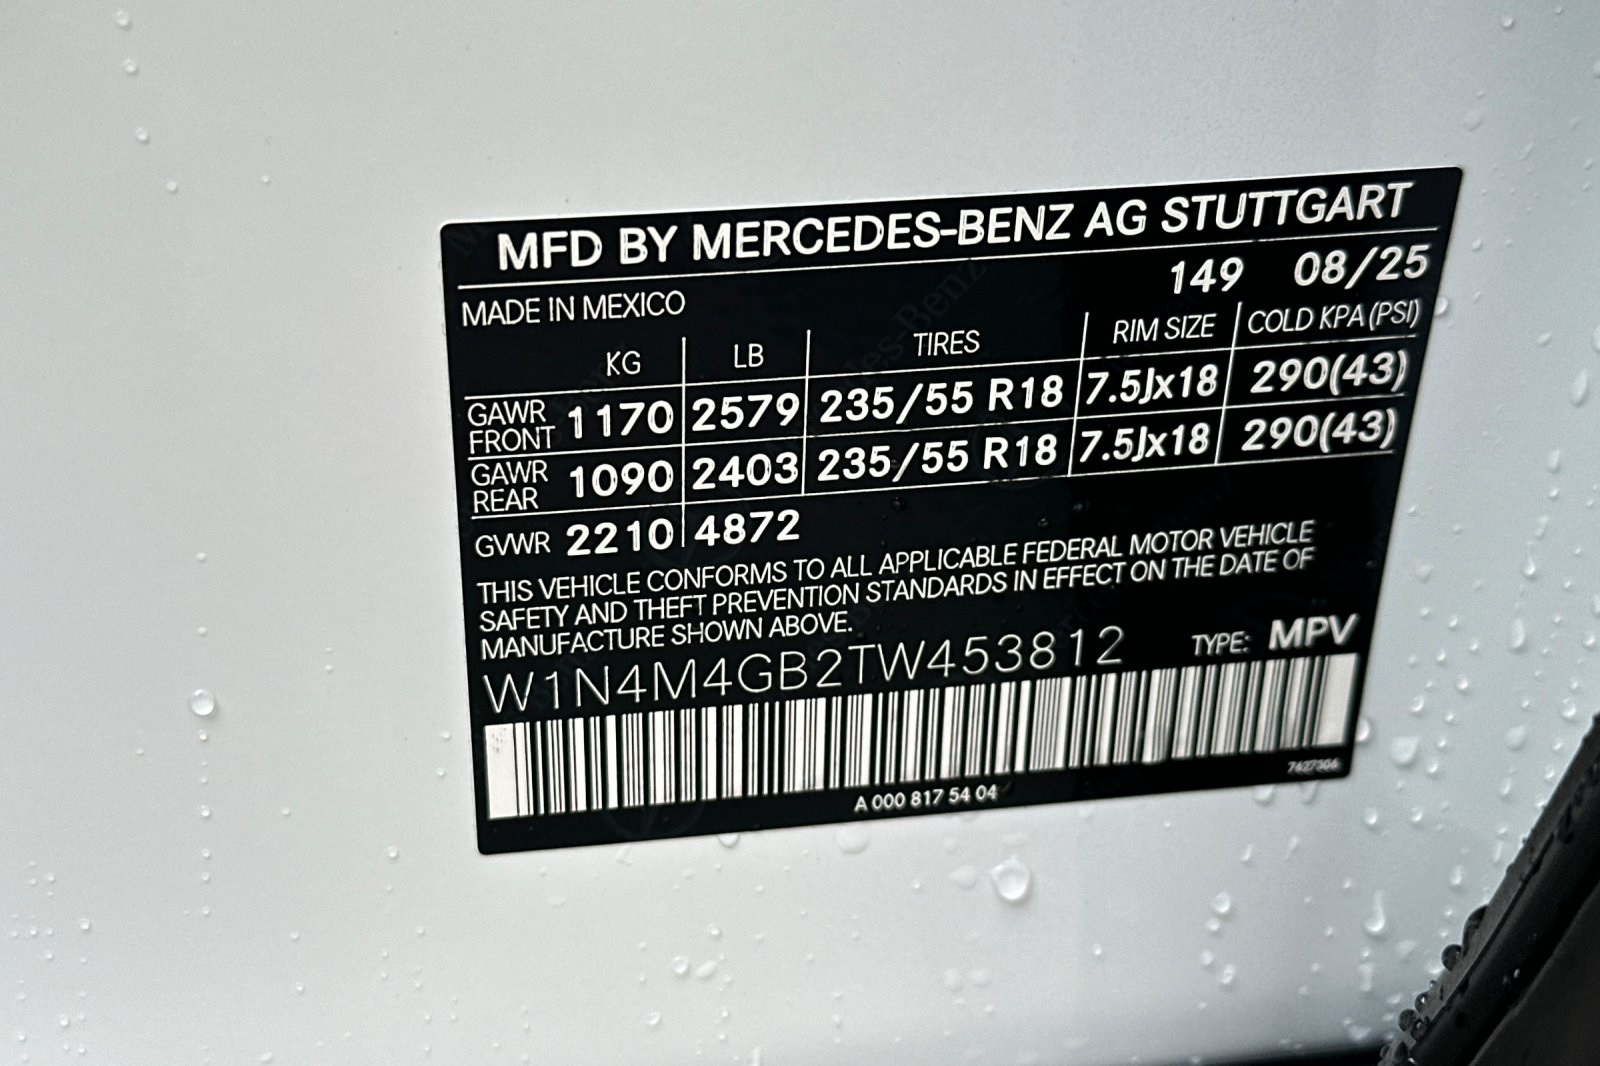 MFD BY MERCEDES-BENZ AG STUTTGART
149 08/25
MADE IN MEXICO
KG LB TIRES RIM SIZE COLD KPA (PSI)
GAWR FRONT 1170 2579 235/55 R18 7.5Jx18 290(43)
GAWR REAR 1090 2403 235/55 R18 7.5Jx18 290(43)
GVWR 2210 4872
THIS VEHICLE CONFORMS TO ALL APPLICABLE FEDERAL MOTOR VEHICLE
SAFETY AND THEFT PREVENTION STANDARDS IN EFFECT ON THE DATE OF
MANUFACTURE SHOWN ABOVE.
W1N4M4GB2TW453812 TYPE: MPV
A 000 817 54 04
7627306